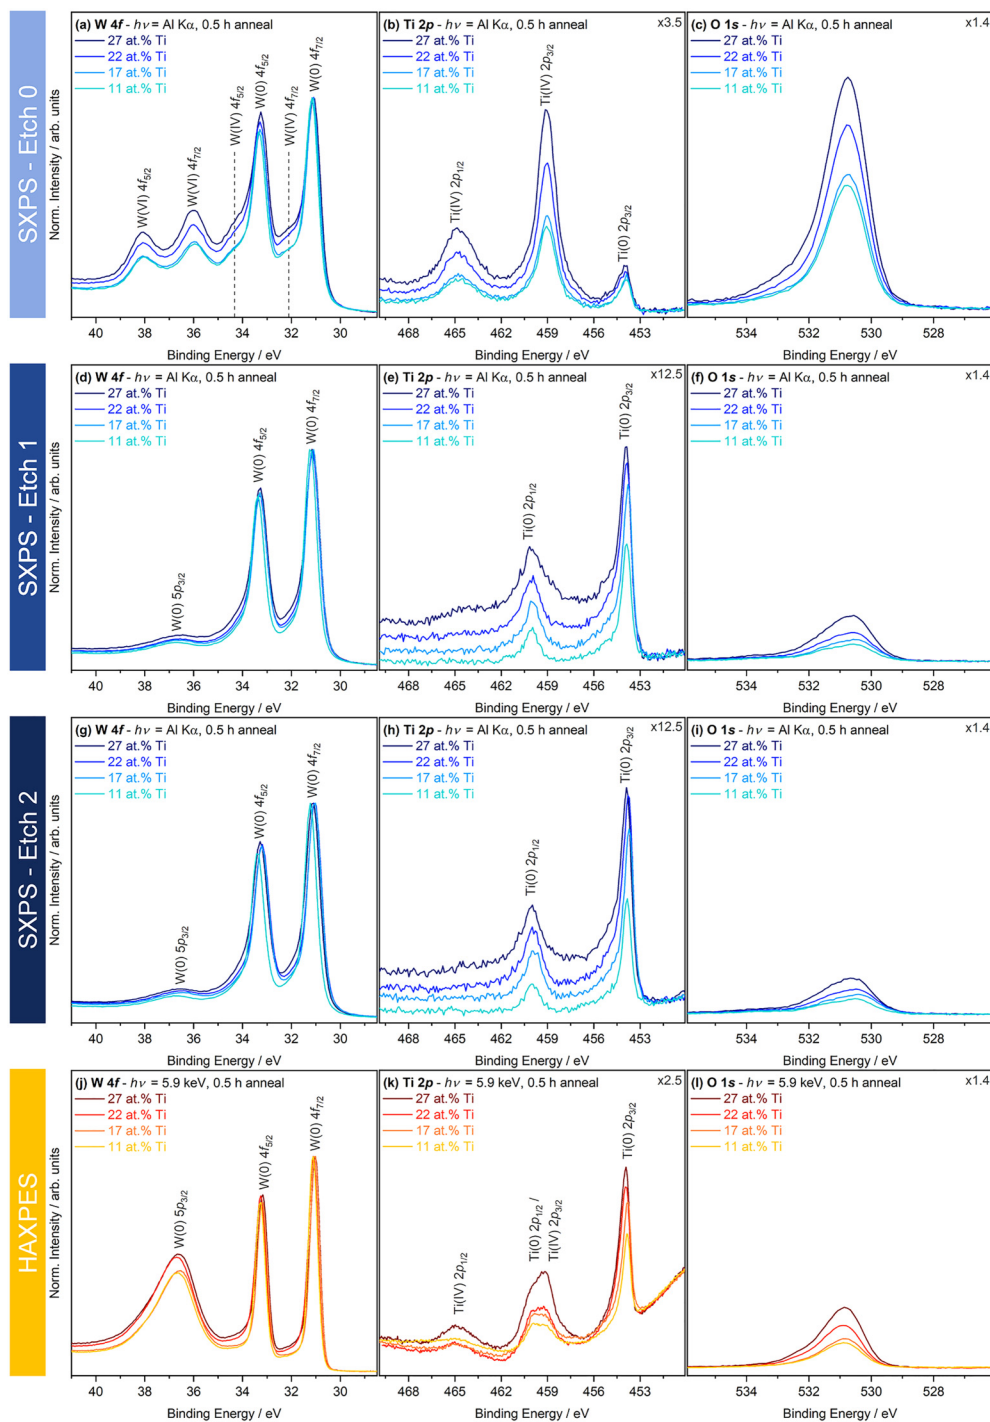 SXPS - Etch 0
Norm. Intensity / arb. units
(a) W 4f - hν = Al Kα, 0.5 h anneal
27 at.% Ti
22 at.% Ti
17 at.% Ti
11 at.% Ti
W(VI) 4f5/2
W(VI) 4f7/2
W(IV) 4f5/2
W(0) 4f5/2
W(IV) 4f7/2
W(0) 4f7/2
40 38 36 34 32 30
Binding Energy / eV
(b) Ti 2p - hν = Al Kα, 0.5 h anneal
x3.5
27 at.% Ti
22 at.% Ti
17 at.% Ti
11 at.% Ti
Ti(IV) 2p1/2
Ti(IV) 2p3/2
Ti(0) 2p3/2
468 465 462 459 456 453
Binding Energy / eV
(c) O 1s - hν = Al Kα, 0.5 h anneal
x1.4
27 at.% Ti
22 at.% Ti
17 at.% Ti
11 at.% Ti
534 532 530 528
Binding Energy / eV
SXPS - Etch 1
Norm. Intensity / arb. units
(d) W 4f - hν = Al Kα, 0.5 h anneal
27 at.% Ti
22 at.% Ti
17 at.% Ti
11 at.% Ti
W(0) 5p3/2
W(0) 4f5/2
W(0) 4f7/2
40 38 36 34 32 30
Binding Energy / eV
(e) Ti 2p - hν = Al Kα, 0.5 h anneal
x12.5
27 at.% Ti
22 at.% Ti
17 at.% Ti
11 at.% Ti
Ti(0) 2p1/2
Ti(0) 2p3/2
468 465 462 459 456 453
Binding Energy / eV
(f) O 1s - hν = Al Kα, 0.5 h anneal
x1.4
27 at.% Ti
22 at.% Ti
17 at.% Ti
11 at.% Ti
534 532 530 528
Binding Energy / eV
SXPS - Etch 2
Norm. Intensity / arb. units
(g) W 4f - hν = Al Kα, 0.5 h anneal
27 at.% Ti
22 at.% Ti
17 at.% Ti
11 at.% Ti
W(0) 5p3/2
W(0) 4f5/2
W(0) 4f7/2
40 38 36 34 32 30
Binding Energy / eV
(h) Ti 2p - hν = Al Kα, 0.5 h anneal
x12.5
27 at.% Ti
22 at.% Ti
17 at.% Ti
11 at.% Ti
Ti(0) 2p1/2
Ti(0) 2p3/2
468 465 462 459 456 453
Binding Energy / eV
(i) O 1s - hν = Al Kα, 0.5 h anneal
x1.4
27 at.% Ti
22 at.% Ti
17 at.% Ti
11 at.% Ti
534 532 530 528
Binding Energy / eV
HAXPES
Norm. Intensity / arb. units
(j) W 4f - hν = 5.9 keV, 0.5 h anneal
27 at.% Ti
22 at.% Ti
17 at.% Ti
11 at.% Ti
W(0) 5p3/2
W(0) 4f5/2
W(0) 4f7/2
40 38 36 34 32 30
Binding Energy / eV
(k) Ti 2p - hν = 5.9 keV, 0.5 h anneal
x2.5
27 at.% Ti
22 at.% Ti
17 at.% Ti
11 at.% Ti
Ti(IV) 2p1/2
Ti(0) 2p1/2 /
Ti(IV) 2p3/2
Ti(0) 2p3/2
468 465 462 459 456 453
Binding Energy / eV
(l) O 1s - hν = 5.9 keV, 0.5 h anneal
x1.4
27 at.% Ti
22 at.% Ti
17 at.% Ti
11 at.% Ti
534 532 530 528
Binding Energy / eV